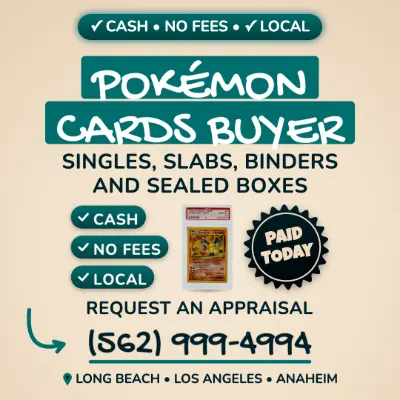 ✓ CASH • NO FEES • ✓ LOCAL
POKÉMON
CARDS BUYER
SINGLES, SLABS, BINDERS
AND SEALED BOXES
✓ CASH
✓ NO FEES
✓ LOCAL
PAID
TODAY
REQUEST AN APPRAISAL
(562) 999-4994
LONG BEACH • LOS ANGELES • ANAHEIM